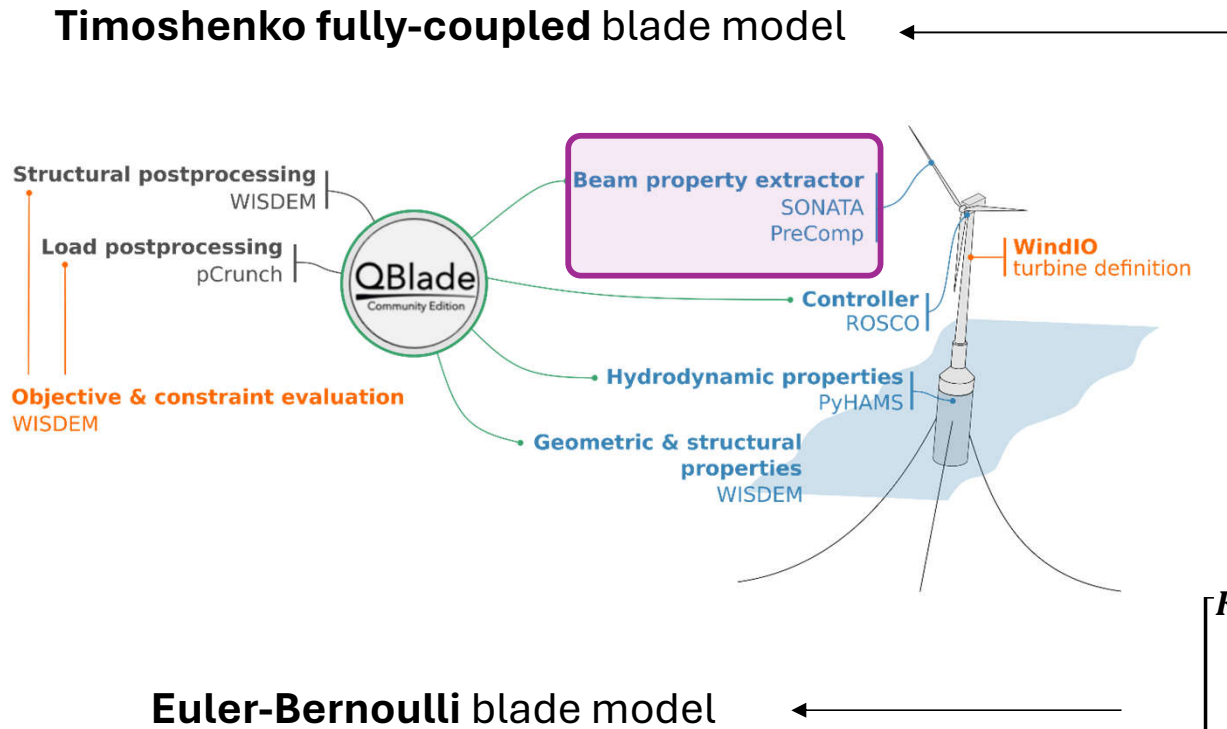 Timoshenko fully-coupled blade model
Structural postprocessing
WISDEM
Load postprocessing
pCrunch
Objective & constraint evaluation
WISDEM
QBlade
Community Edition
Beam property extractor
SONATA
PreComp
Controller
ROSCO
Hydrodynamic properties
PyHAMS
Geometric & structural
properties
WISDEM
WindIO
turbine definition
Euler-Bernoulli blade model